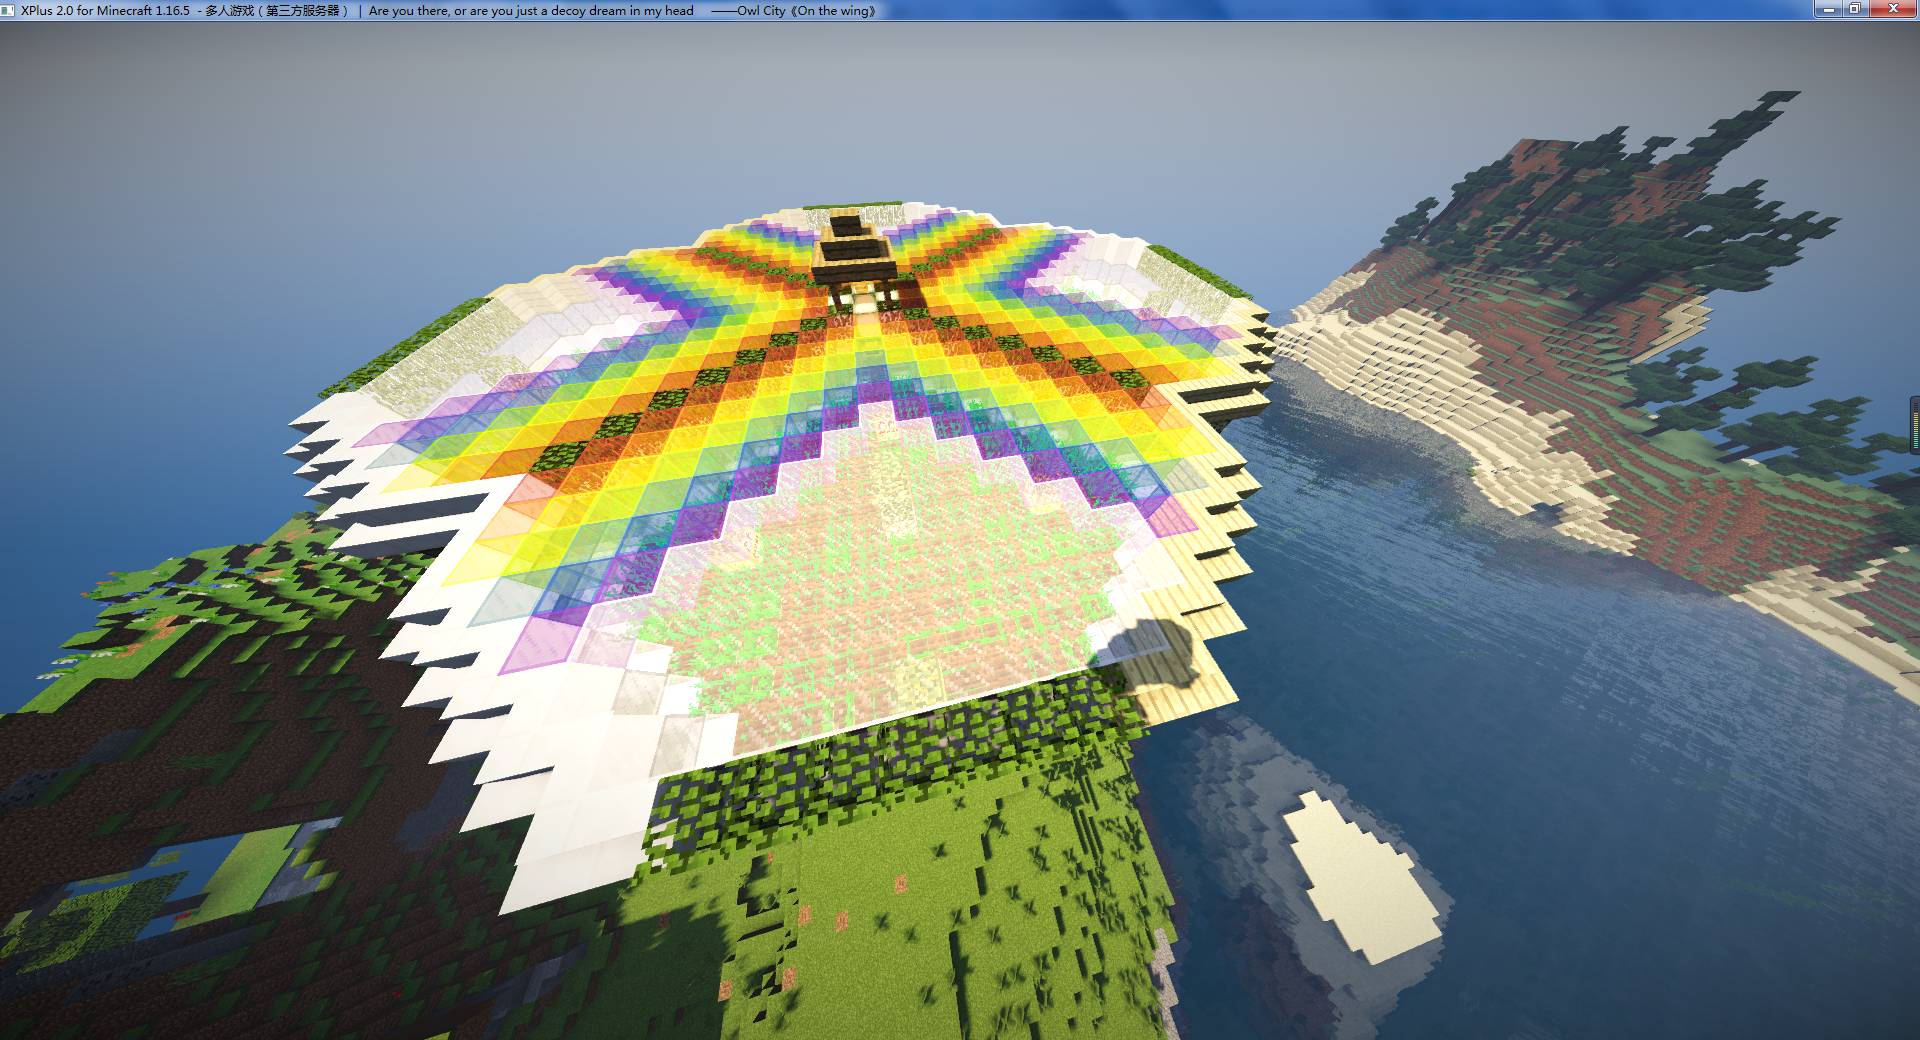 XPlus 2.0 for Minecraft 1.16.5 - 多人游戏（第三方服务器） | Are you there, or are you just a decoy dream in my head ——Owl City《On the wing》